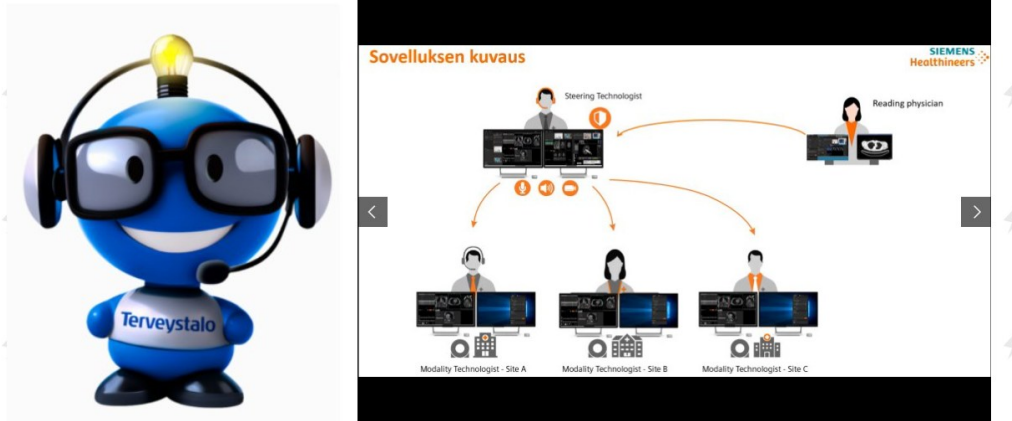 Terveystalo
Sovelluksen kuvaus
SIEMENS
Healthineers
Steering Technologist
Reading physician
Modality Technologist - Site A
Modality Technologist - Site B
Modality Technologist - Site C